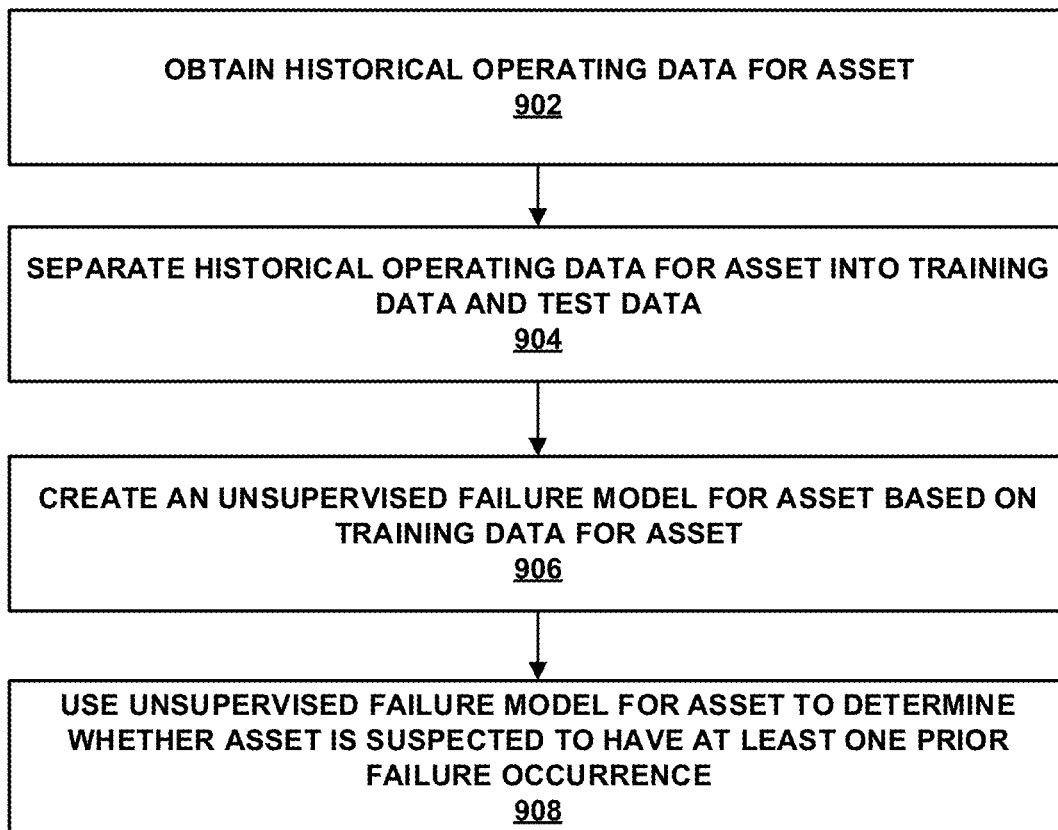 OBTAIN HISTORICAL OPERATING DATA FOR ASSET
902
SEPARATE HISTORICAL OPERATING DATA FOR ASSET INTO TRAINING
DATA AND TEST DATA
904
CREATE AN UNSUPERVISED FAILURE MODEL FOR ASSET BASED ON
TRAINING DATA FOR ASSET
906
USE UNSUPERVISED FAILURE MODEL FOR ASSET TO DETERMINE
WHETHER ASSET IS SUSPECTED TO HAVE AT LEAST ONE PRIOR
FAILURE OCCURRENCE
908